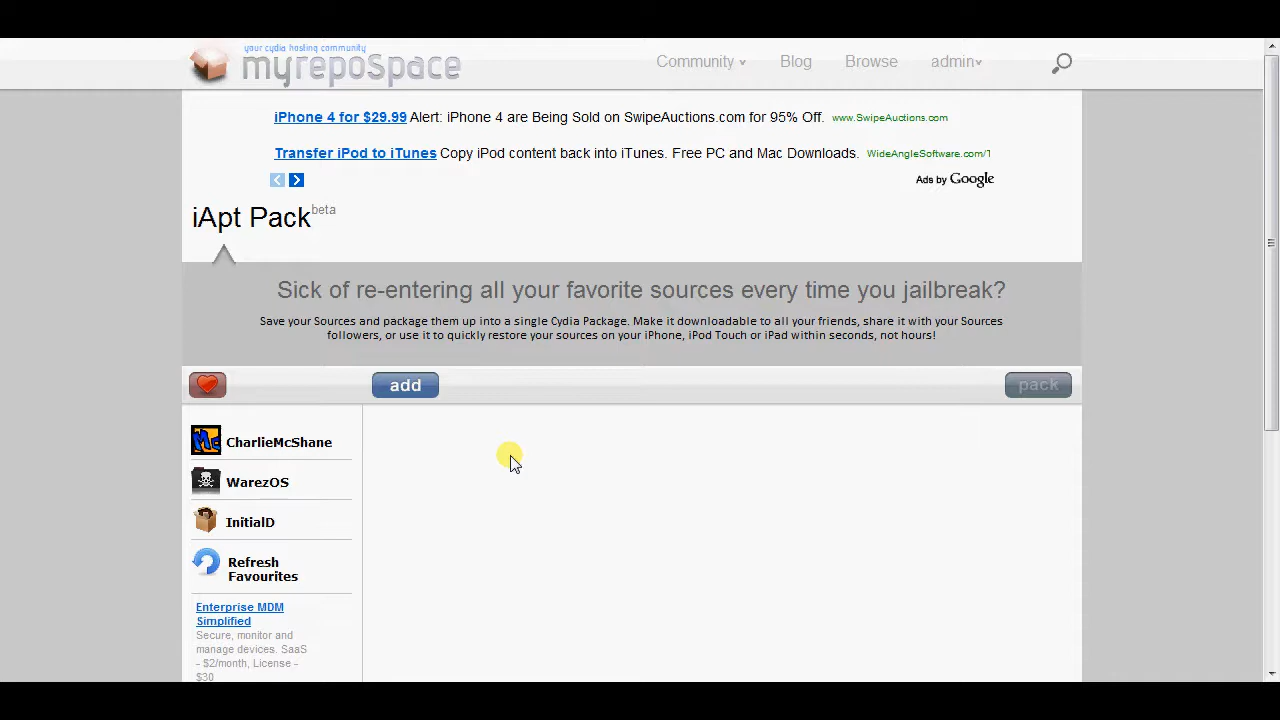 your cydia hosting community
myrepospace
Community
Blog
Browse
admin
iPhone 4 for $29.99 Alert: iPhone 4 are Being Sold on SwipeAuctions.com for 95% Off. www.SwipeAuctions.com
Transfer iPod to iTunes Copy iPod content back into iTunes. Free PC and Mac Downloads. WideAngleSoftware.com/T
Ads by Google
iApt Pack beta
Sick of re-entering all your favorite sources every time you jailbreak?
Save your Sources and package them up into a single Cydia Package. Make it downloadable to all your friends, share it with your Sources
followers, or use it to quickly restore your sources on your iPhone, iPod Touch or iPad within seconds, not hours!
add
pack
CharlieMcShane
WarezOS
InitialD
Refresh
Favourites
Enterprise MDM
Simplified
Secure, monitor and
manage devices. SaaS
- $2/month, License -
$30